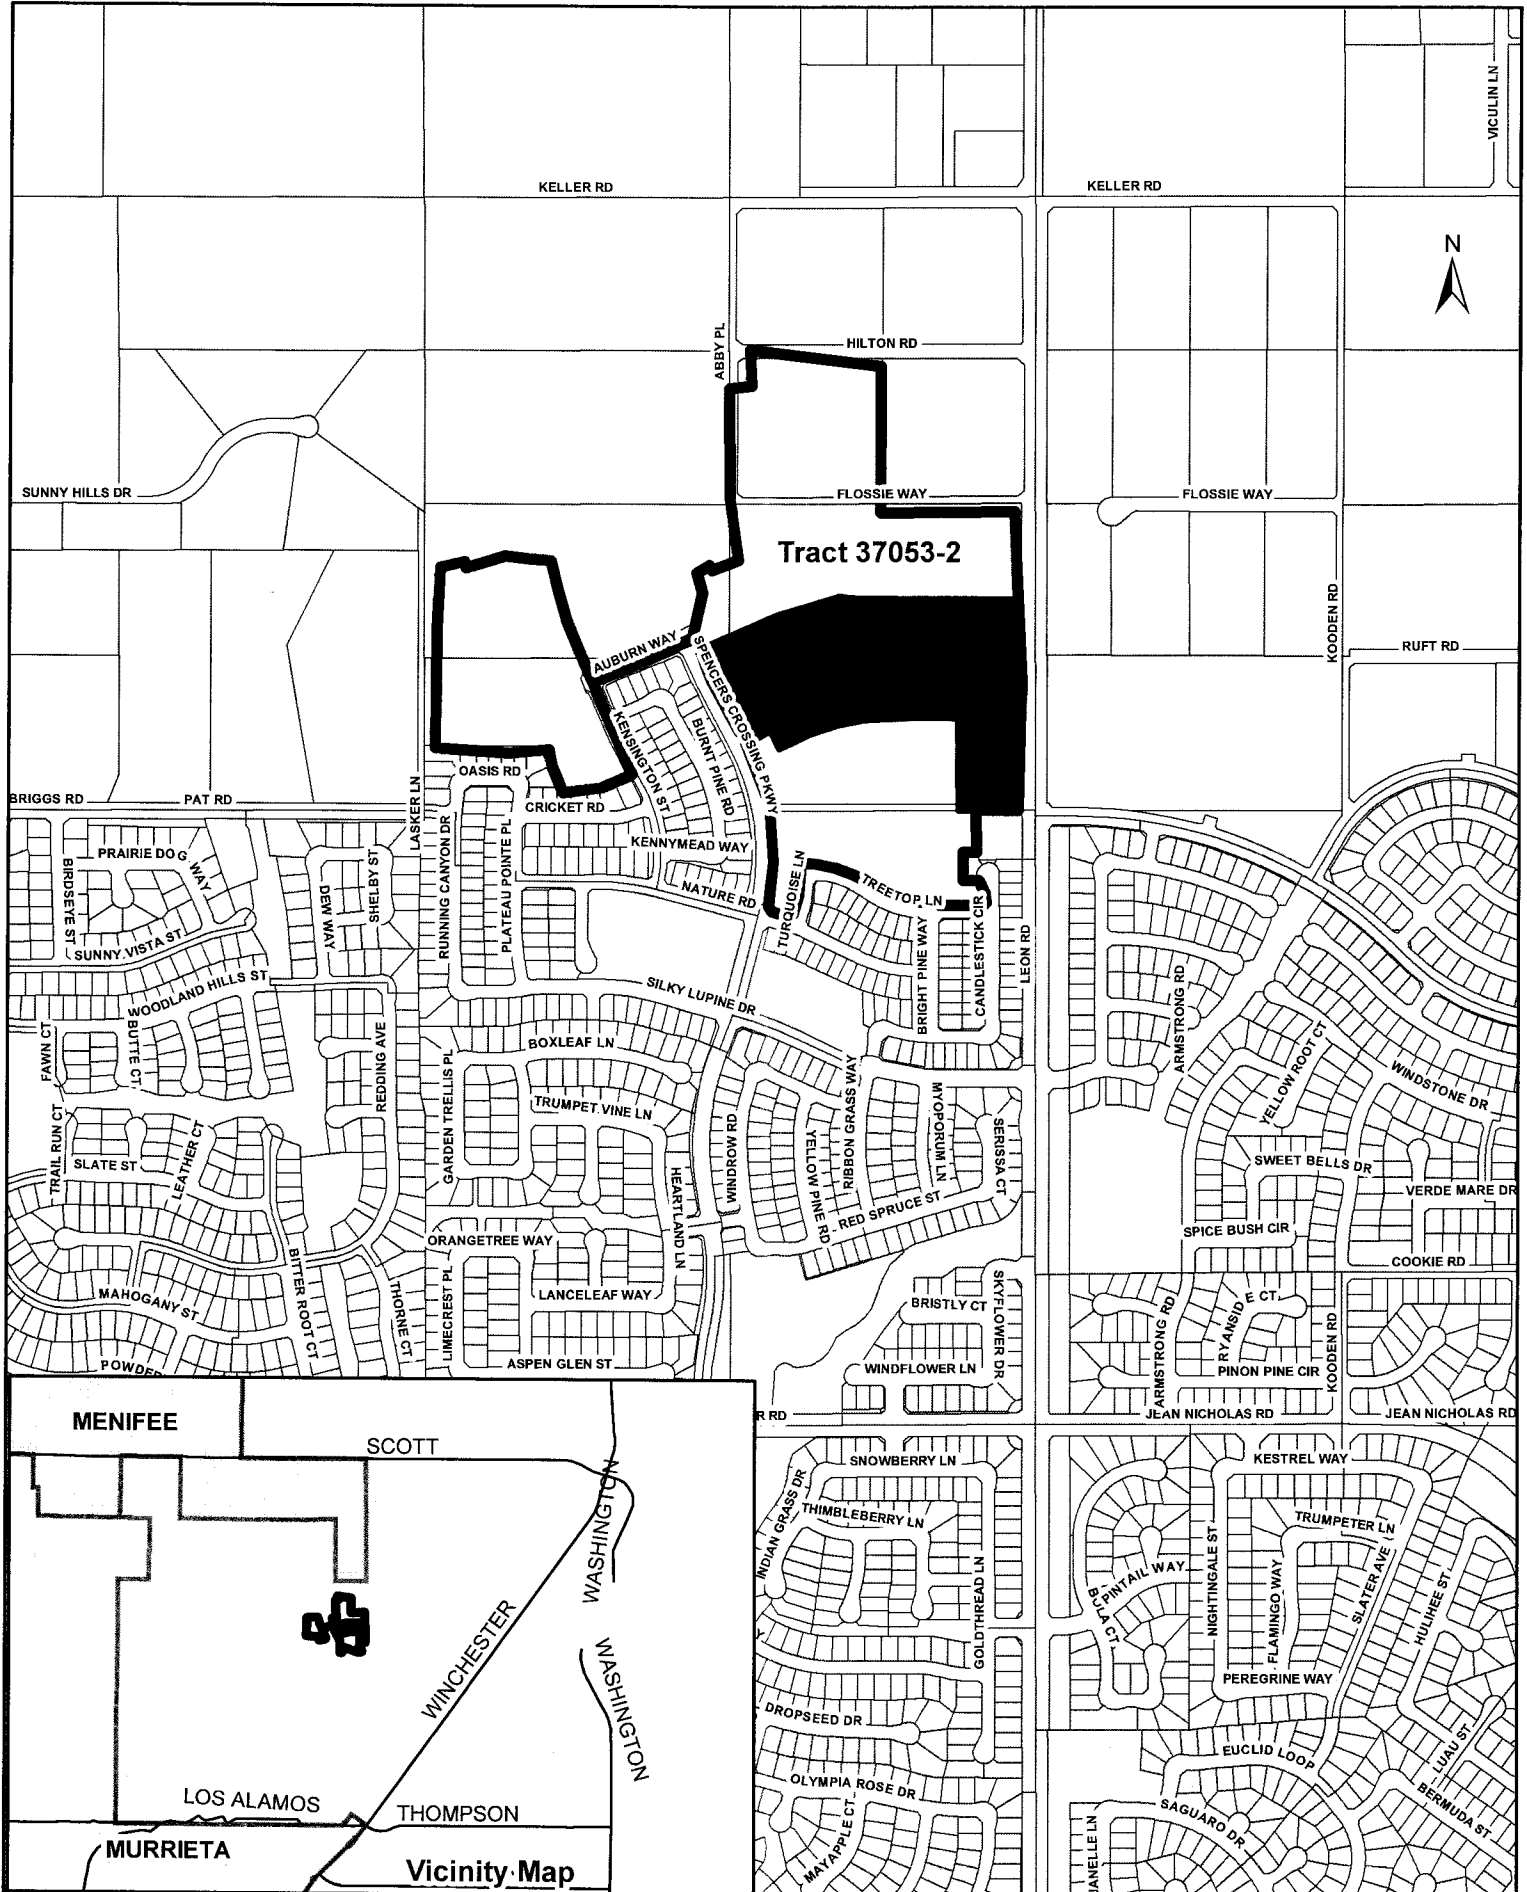 VICULIN LN
KELLER RD
KELLER RD
N
ABBY PL
HILTON RD
SUNNY HILLS DR
FLOSSIE WAY
FLOSSIE WAY
Tract 37053-2
KOODEN RD
AUBURN WAY
SPENCERS CROSSING PKWY
RUFT RD
KENSINGTON ST
BURNT PINE RD
OASIS RD
LASKER LN
BRIGGS RD
PAT RD
CRICKET RD
RUNNING CANYON DR
PLATEAU POINTE PL
KENNYMEAD WAY
PRAIRIE DOG WAY
BIRDSEYE ST
DEW WAY
SHELBY ST
NATURE RD
TURQUOISE LN
TREETOP LN
SUNNY VISTA ST
BRIGHT PINE WAY
CANDLESTICK CIR
LEON RD
WOODLAND HILLS ST
SILKY LUPINE DR
ARMSTRONG RD
FAWN CT
BUTTE CT
REDDING AVE
BOXLEAF LN
YELLOW ROOT CT
WINDSTONE DR
GARDEN TRELLIS PL
TRUMPET VINE LN
WINDROW RD
RIBBON GRASS WAY
MYOPORUM LN
SERISSA CT
TRAIL RUN CT
SLATE ST
LEATHER CT
YELLOW PINE RD
SWEET BELLS DR
VERDE MARE DR
HEARTLAND LN
RED SPRUCE ST
SPICE BUSH CIR
ORANGETREE WAY
COOKIE RD
BITTER ROOT CT
MAHOGANY ST
THORNE CT
LIMECREST PL
LANCELEAF WAY
BRISTLY CT
SKYFLOWER DR
ARMSTRONG RD
RYANSIDE CT
KOODEN RD
POWDER
ASPEN GLEN ST
WINDFLOWER LN
PINON PINE CIR
R RD
JEAN NICHOLAS RD
JEAN NICHOLAS RD
MENIFEE
SCOTT
WASHINGTON
WASHINGTON
WINCHESTER
LOS ALAMOS
THOMPSON
MURRIETA
Vicinity Map
SNOWBERRY LN
KESTREL WAY
INDIAN GRASS DR
THIMBLEBERRY LN
TRUMPETER LN
NIGHTINGALE ST
PINTAIL WAY
BULA CT
FLAMINGO WAY
SLATER AVE
HULIHEE ST
GOLDTHREAD LN
Y
PEREGRINE WAY
DROPSEED DR
EUCLID LOOP
LUAU ST
OLYMPIA ROSE DR
BERMUDA ST
SAGUARO DR
MAYAPPLE CT
JANELLE LN